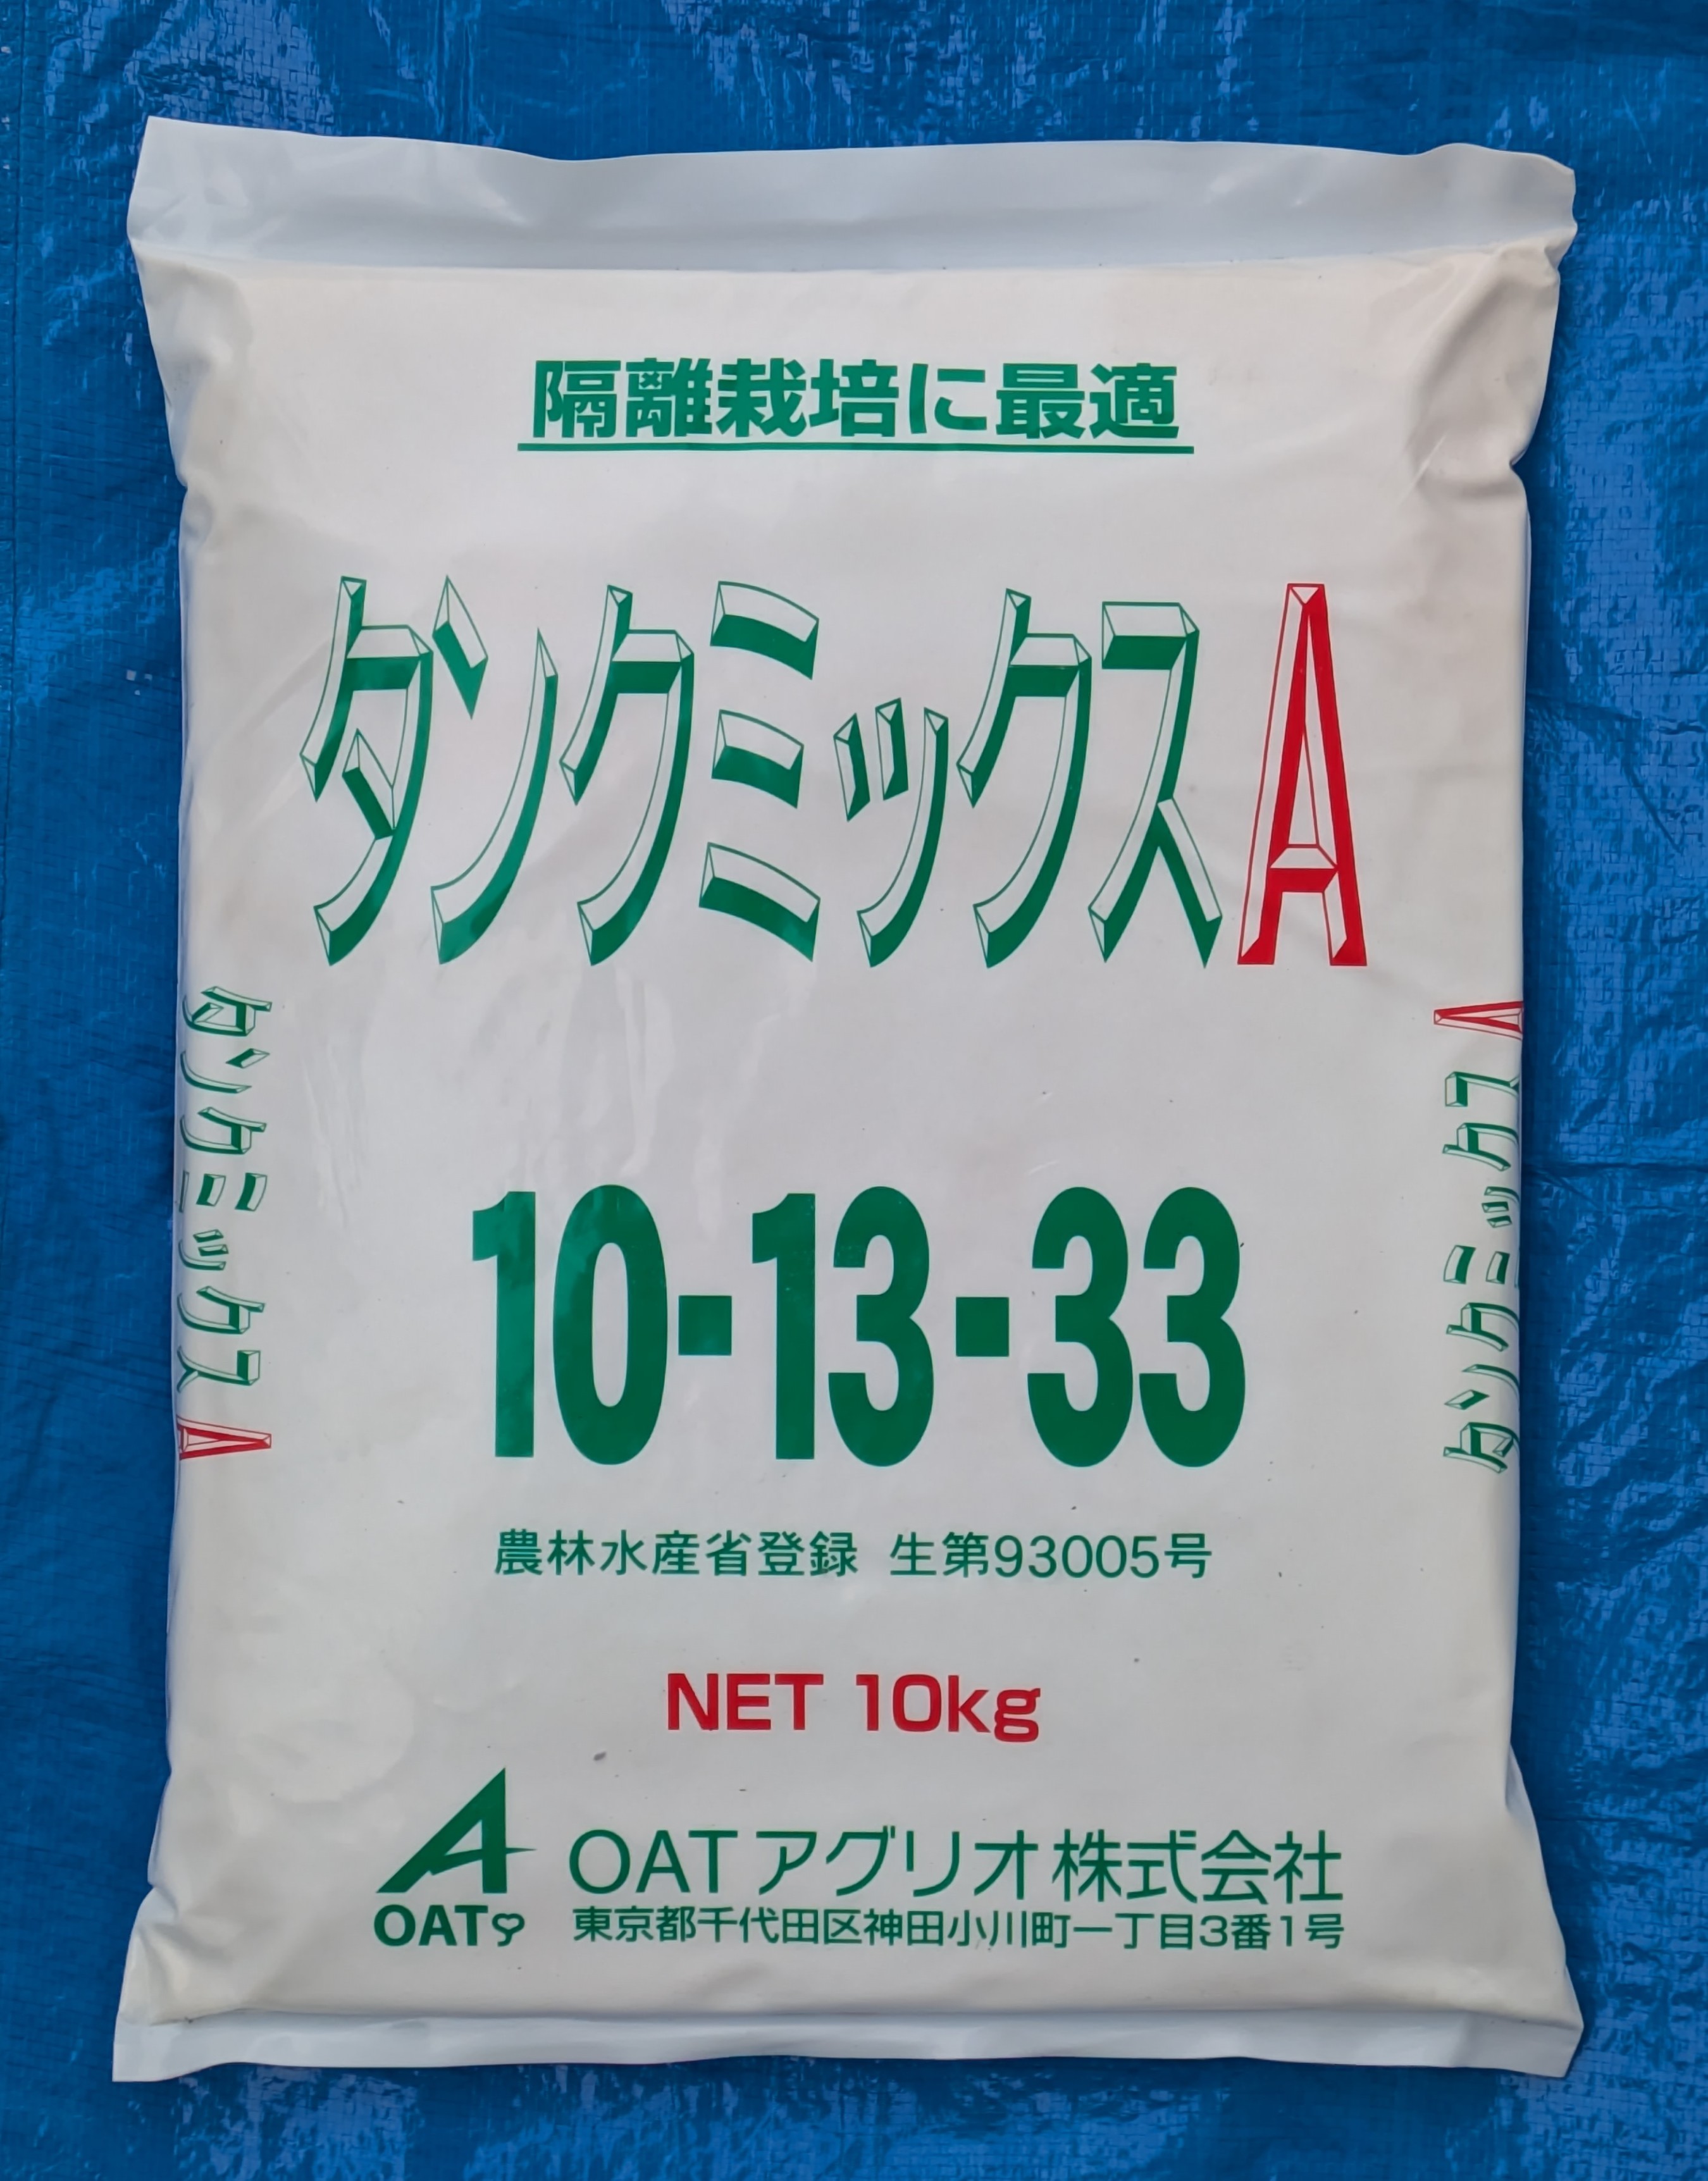 隔離栽培に最適
タンクミックスA
タンクミックスA
タンクミックスA
10-13-33
農林水産省登録 生第93005号
NET 10kg
OAT
OATアグリオ株式会社
東京都千代田区神田小川町一丁目3番1号